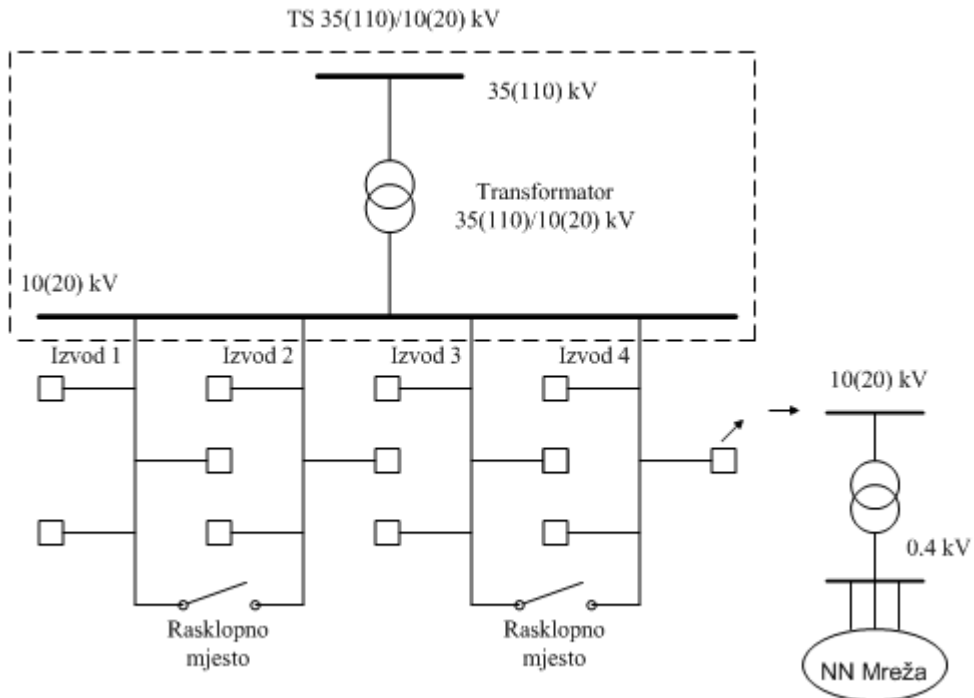 TS 35(110)/10(20) kV
35(110) kV
Transformator
35(110)/10(20) kV
10(20) kV
Izvod 1
Izvod 2
Izvod 3
Izvod 4
10(20) kV
0.4 kV
Rasklopno
mjesto
Rasklopno
mjesto
NN Mreža